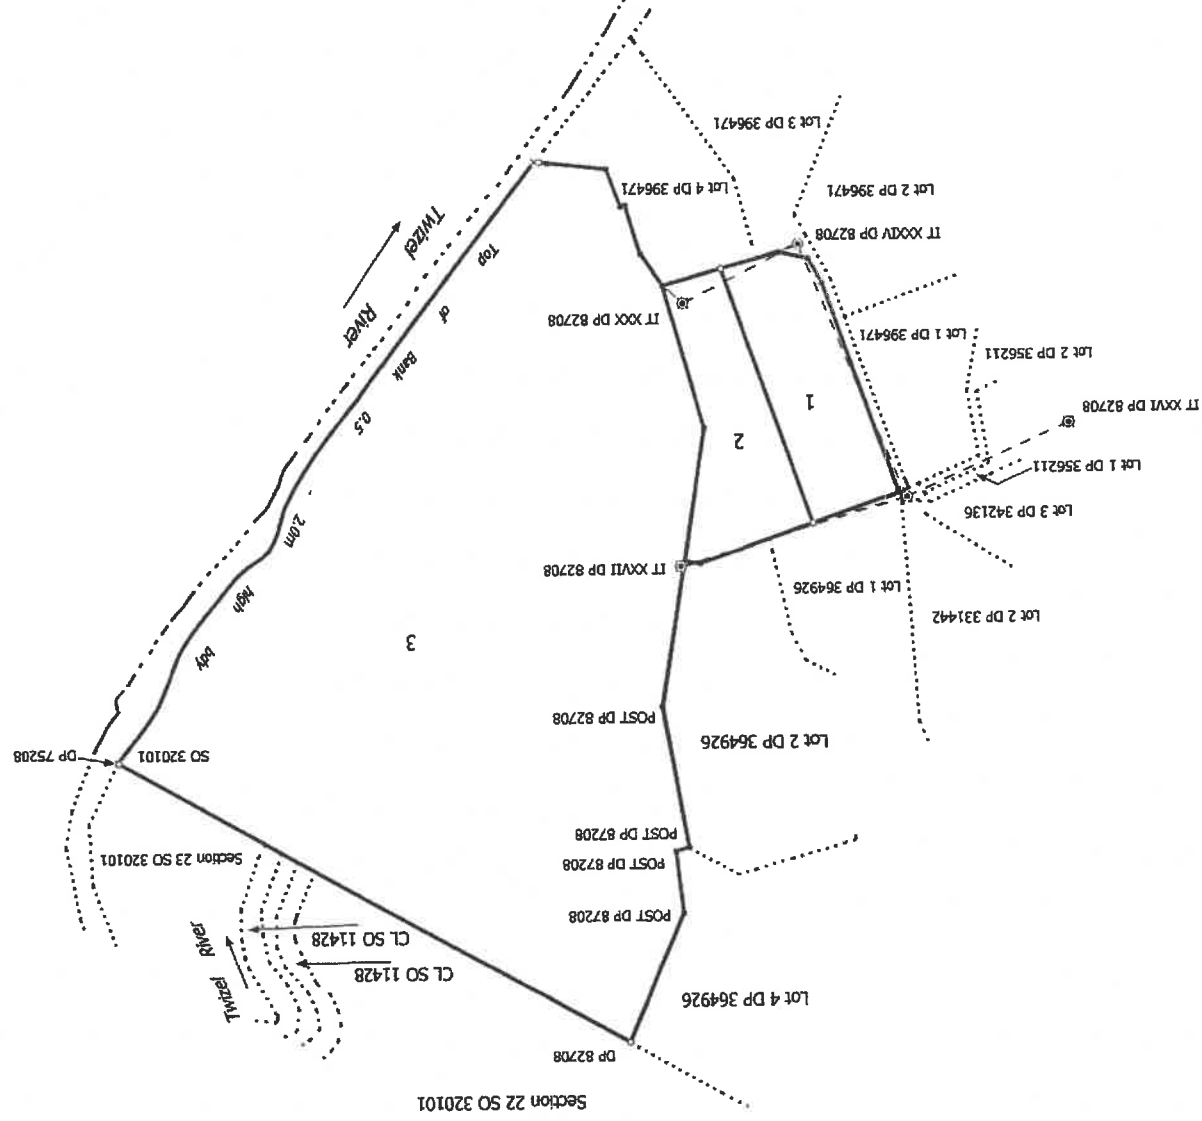 Section 22 SO 320101
DP 82708
Lot 4 DP 364926
CL SO 11428
CL SO 11428
Twizel River
POST DP 87208
POST DP 87208
POST DP 87208
Section 23 SO 320101
DP 75208
SO 320101
Lot 2 DP 364926
POST DP 82708
bdy
3
Lot 2 DP 331442
high
Lot 1 DP 364926
IT XXVII DP 82708
2.0m
Lot 3 DP 342136
Lot 1 DP 356211
2
0.5
IT XXVI DP 82708
1
Bank
Lot 2 DP 356211
Lot 1 DP 396471
IT XXX DP 82708
River
of
Top
IT XXXIV DP 82708
Twizel
Lot 2 DP 396471
Lot 4 DP 396471
Lot 3 DP 396471